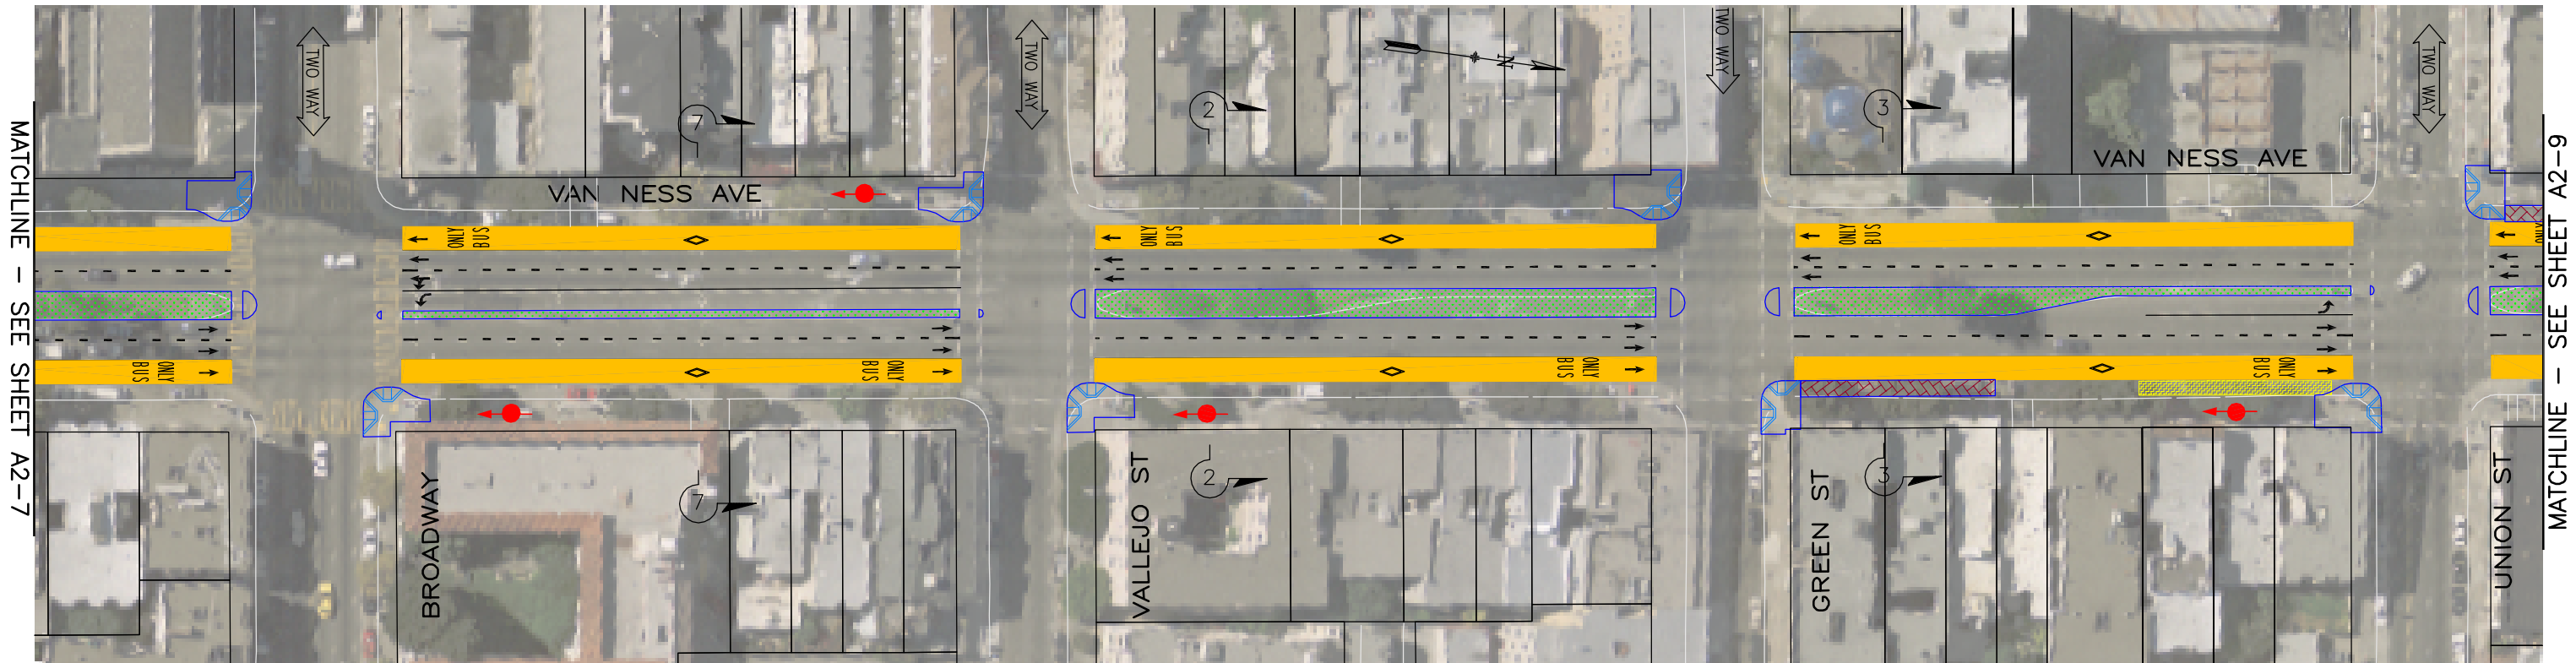 MATCHLINE - SEE SHEET A2-7
TWO WAY
TWO WAY
TWO WAY
TWO WAY
N
7
2
3
VAN NESS AVE
VAN NESS AVE
ONLY
BUS
ONLY
BUS
ONLY
BUS
ONLY
BUS
ONLY
BUS
ONLY
BUS
ONLY
BUS
ONLY
7
2
3
BROADWAY
VALLEJO ST
GREEN ST
UNION ST
MATCHLINE - SEE SHEET A2-9